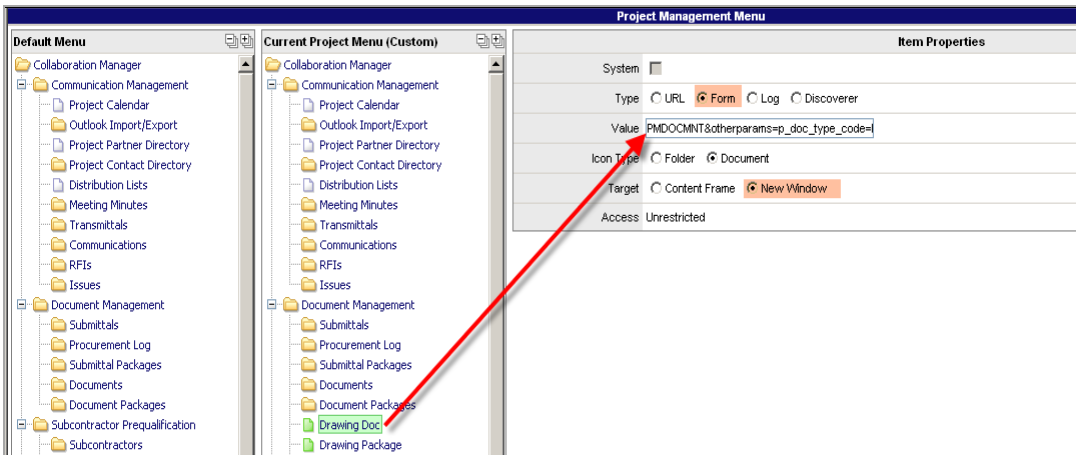 Project Management Menu
Default Menu
Collaboration Manager
Communication Management
Project Calendar
Outlook Import/Export
Project Partner Directory
Project Contact Directory
Distribution Lists
Meeting Minutes
Transmittals
Communications
RFIs
Issues
Document Management
Submittals
Procurement Log
Submittal Packages
Documents
Document Packages
Subcontractor Prequalification
Subcontractors
Current Project Menu (Custom)
Collaboration Manager
Communication Management
Project Calendar
Outlook Import/Export
Project Partner Directory
Project Contact Directory
Distribution Lists
Meeting Minutes
Transmittals
Communications
RFIs
Issues
Document Management
Submittals
Procurement Log
Submittal Packages
Documents
Document Packages
Drawing Doc
Drawing Package
Item Properties
System
Type URL Form Log Discoverer
Value PMDOCMNT&otherparams=p_doc_type_code=
Icon Type Folder Document
Target Content Frame New Window
Access Unrestricted